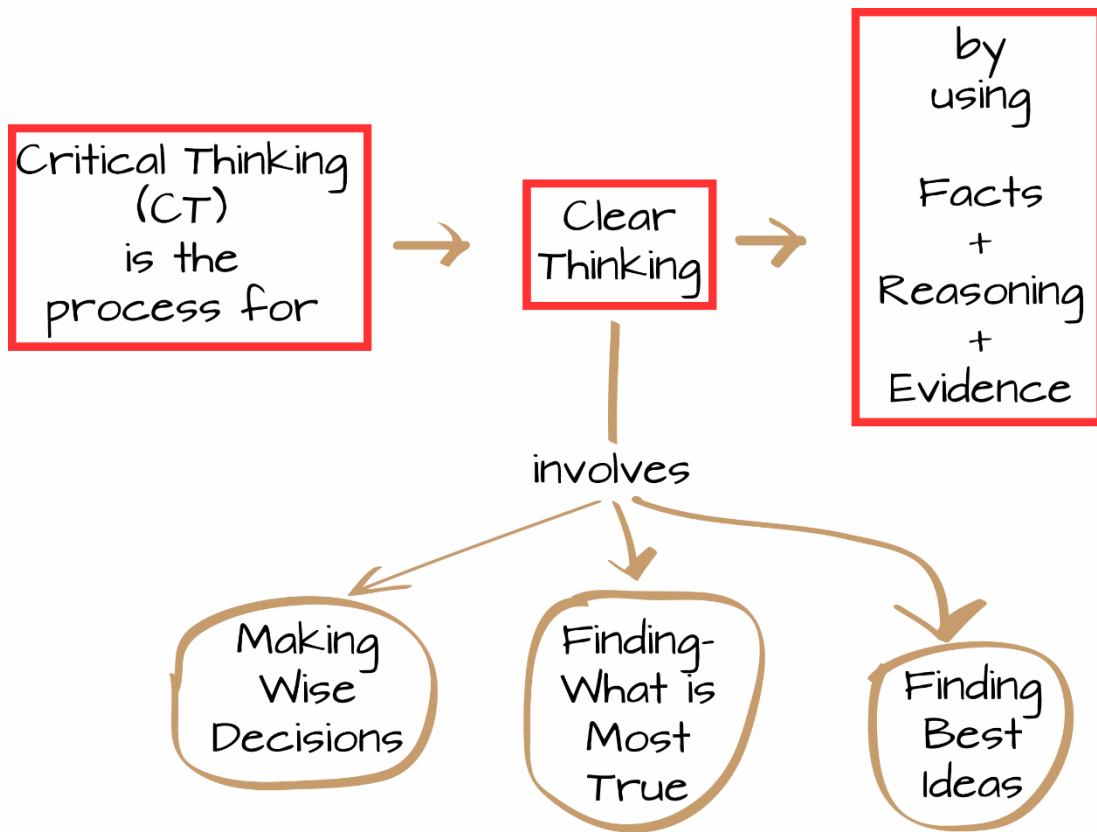 Critical Thinking
(CT)
is the
process for
Clear
Thinking
by
using
Facts
+
Reasoning
+
Evidence
involves
Making
Wise
Decisions
Finding-
What is
Most
True
Finding
Best
Ideas